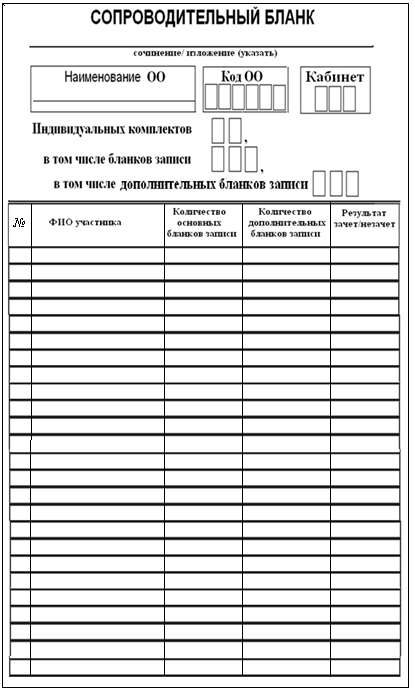 СОПРОВОДИТЕЛЬНЫЙ БЛАНК
сочинение/ изложение (указать)
Наименование ОО
Код ОО
Кабинет
Индивидуальных комплектов ,
в том числе бланков записи ,
в том числе дополнительных бланков записи
№
ФИО участника
Количество
основных
бланков записи
Количество
дополнительных
бланков записи
Результат
зачет/незачет